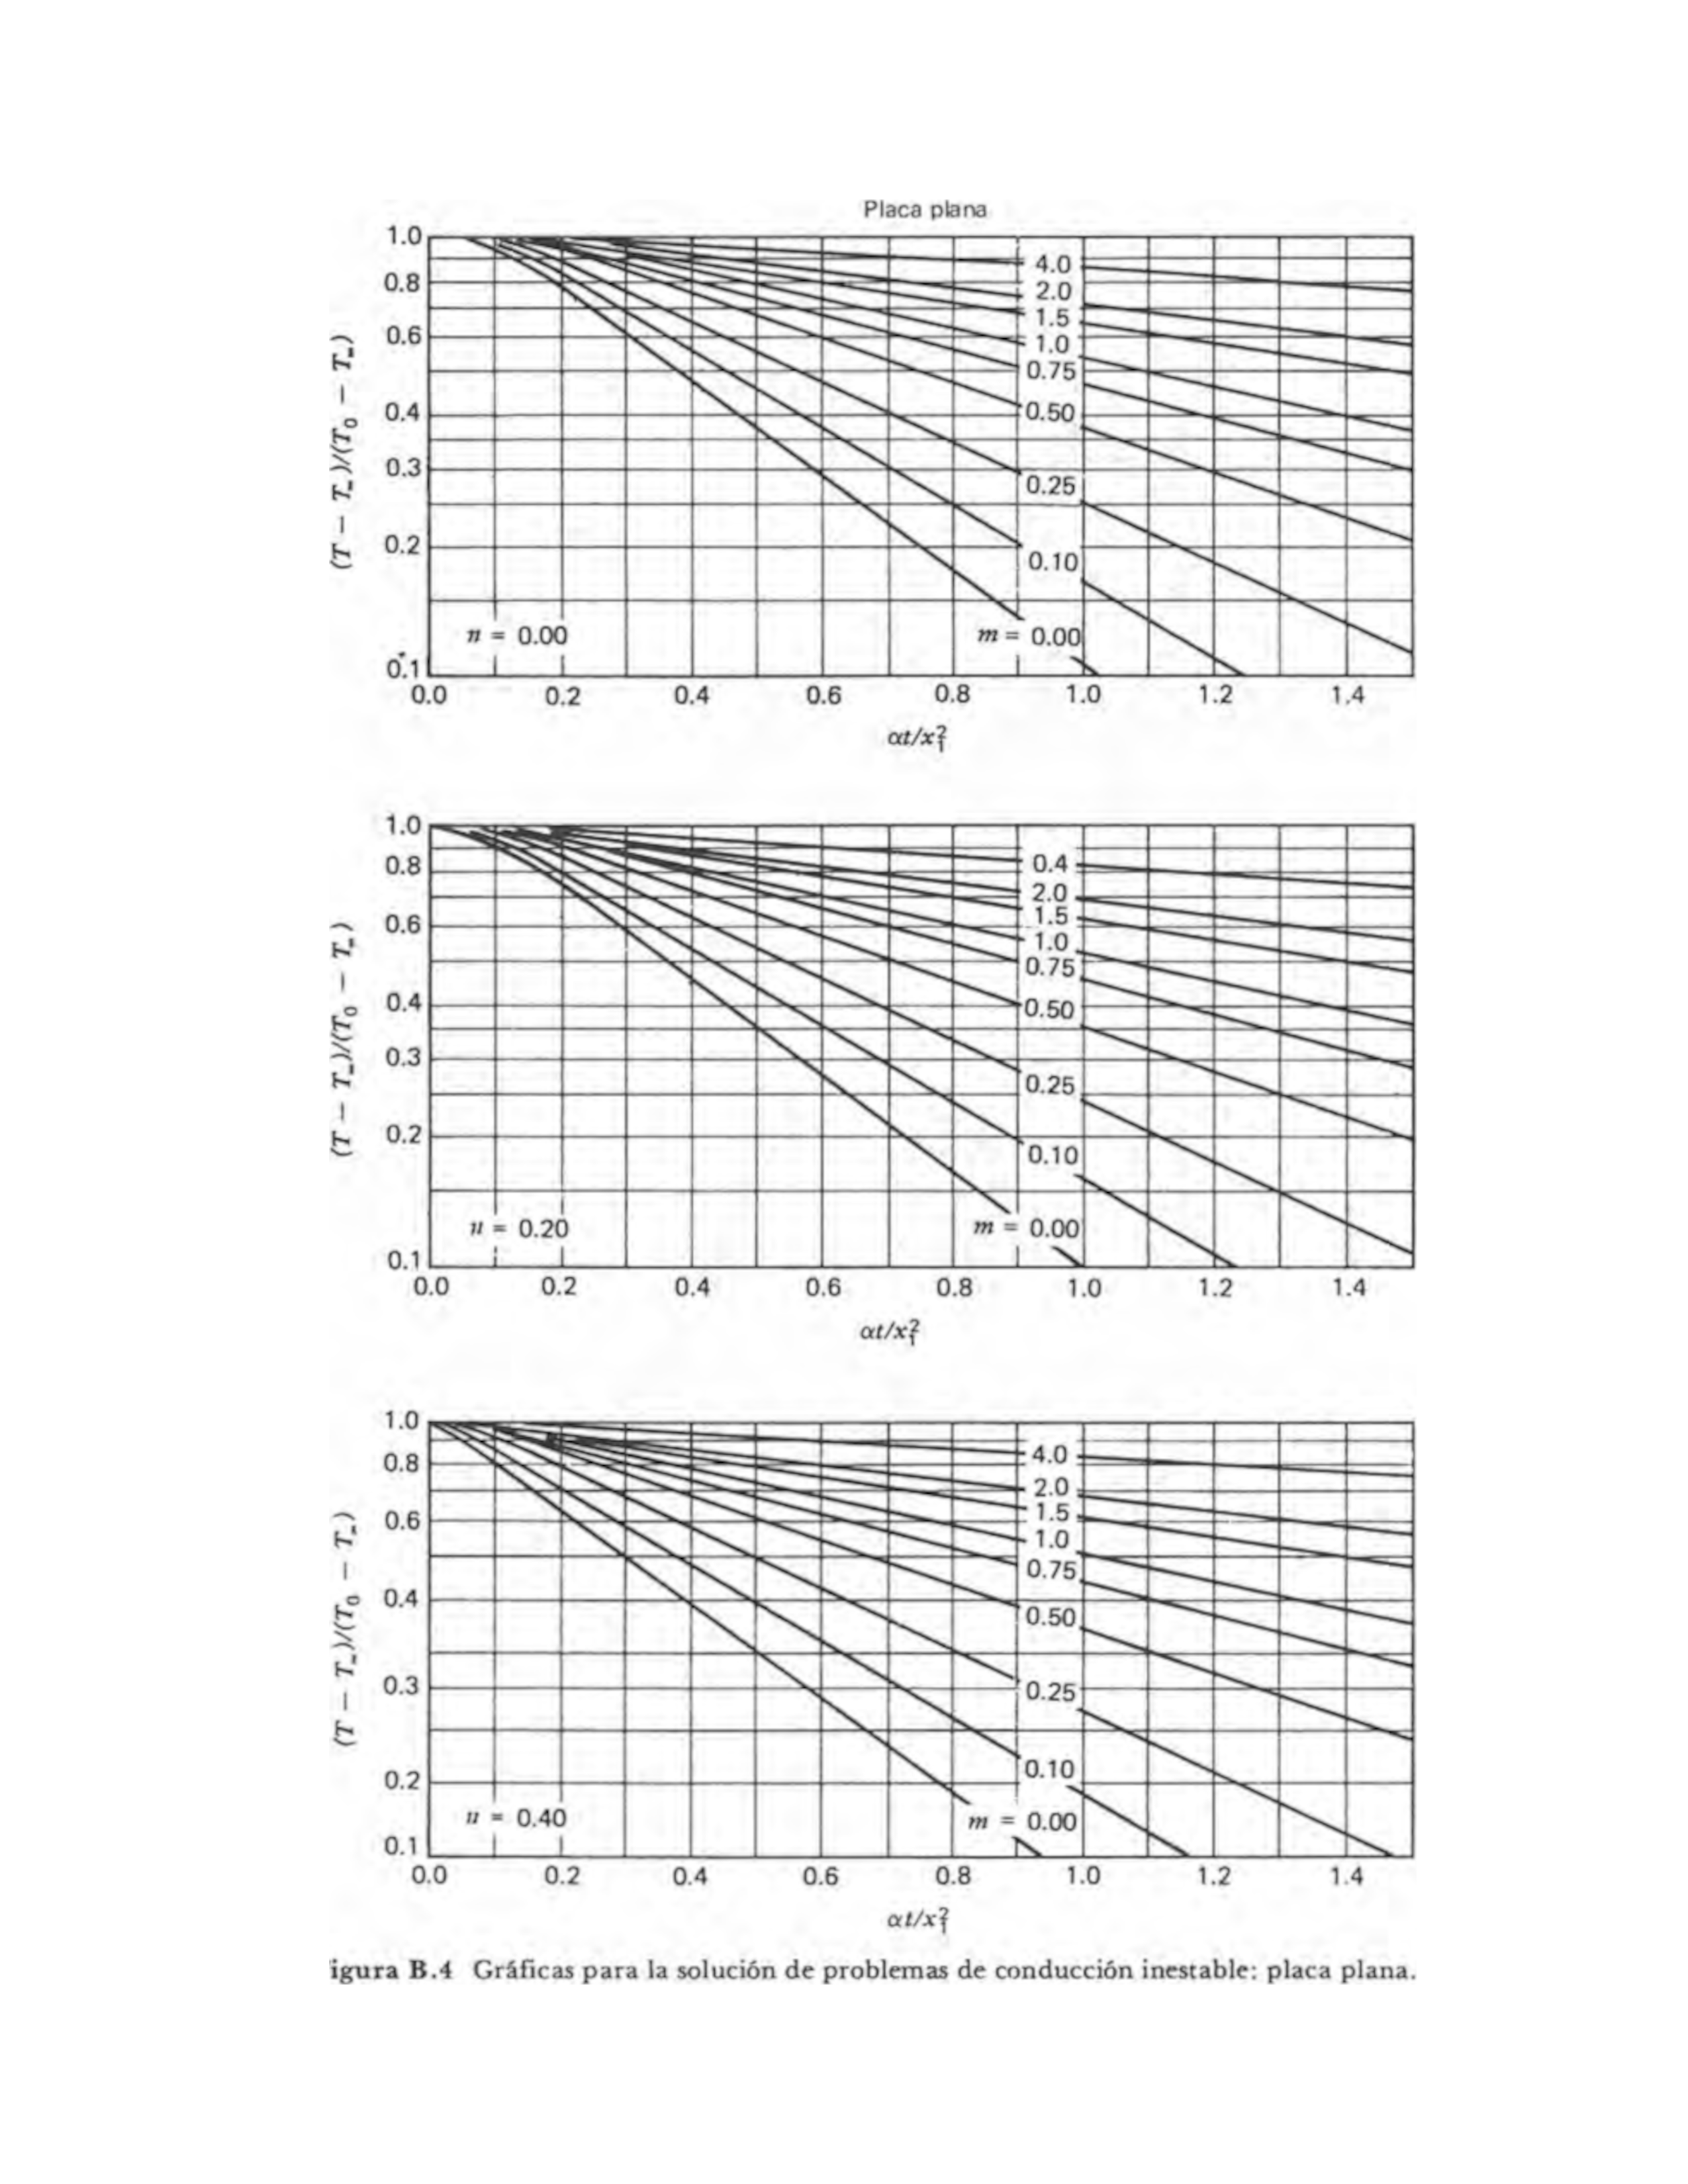 Placa plana
1.0
0.8
0.6
0.4
0.3
0.2
0.1
(T − T∞)/(T0 − T∞)
4.0
2.0
1.5
1.0
0.75
0.50
0.25
0.10
n = 0.00
m = 0.00
0.0 0.2 0.4 0.6 0.8 1.0 1.2 1.4
αt/x₁²
1.0
0.8
0.6
0.4
0.3
0.2
0.1
(T − T∞)/(T0 − T∞)
0.4
2.0
1.5
1.0
0.75
0.50
0.25
0.10
n = 0.20
m = 0.00
0.0 0.2 0.4 0.6 0.8 1.0 1.2 1.4
αt/x₁²
1.0
0.8
0.6
0.4
0.3
0.2
0.1
(T − T∞)/(T0 − T∞)
4.0
2.0
1.5
1.0
0.75
0.50
0.25
0.10
n = 0.40
m = 0.00
0.0 0.2 0.4 0.6 0.8 1.0 1.2 1.4
αt/x₁²
igura B.4 Gráficas para la solución de problemas de conducción inestable: placa plana.